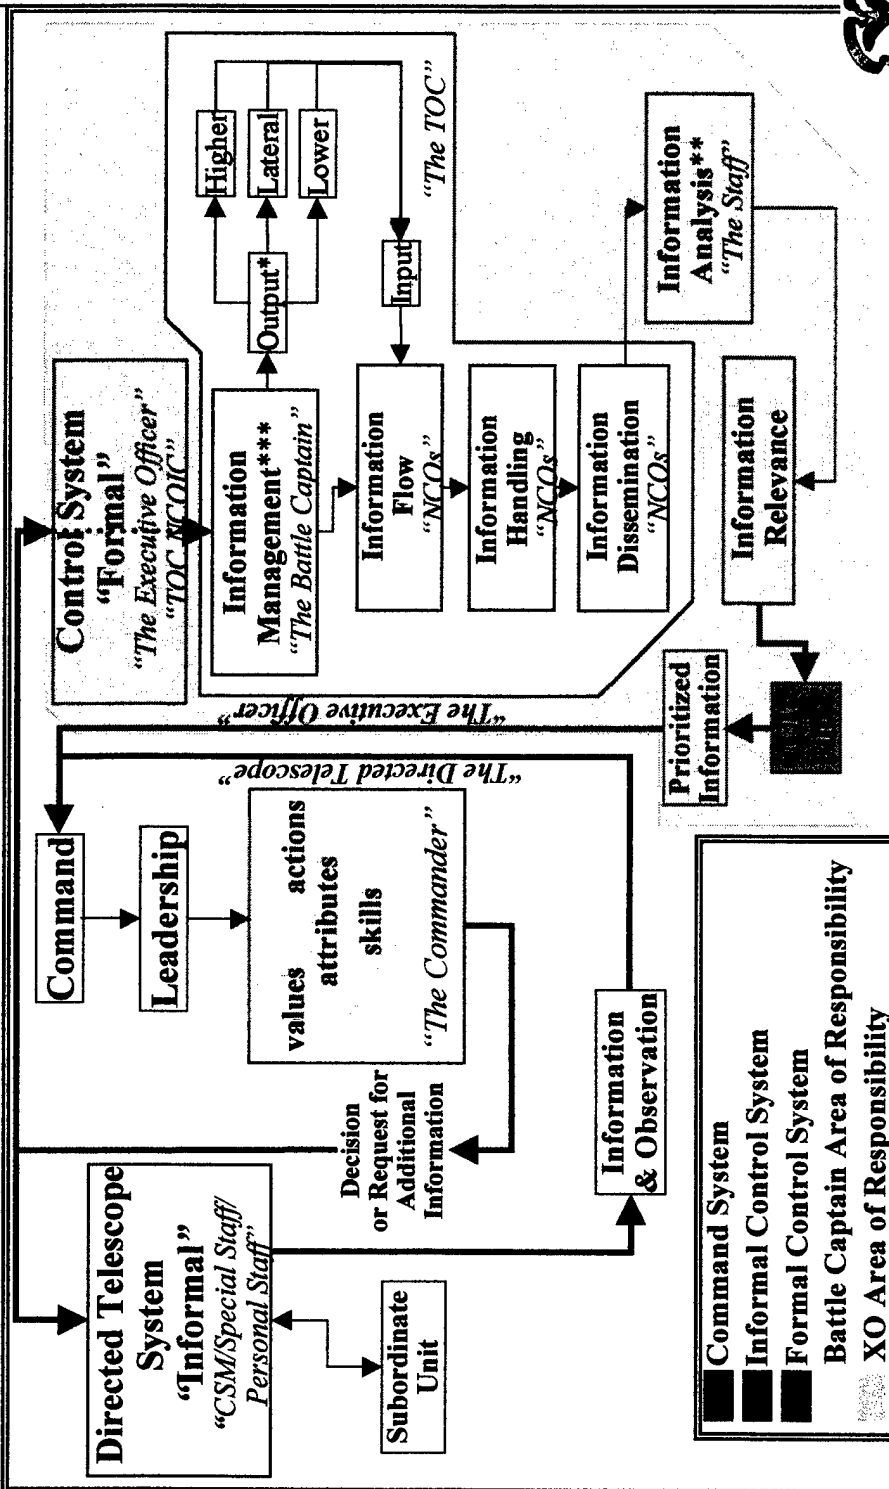 Directed Telescope
System
“Informal”
“CSM/Special Staff/
Personal Staff”
Subordinate
Unit
Command
Leadership
values actions
attributes
skills
“The Commander”
Decision
or Request for
Additional
Information
Information
& Observation
“The Directed Telescope”
“The Executive Officer”
Control System
“Formal”
“The Executive Officer”
“TOC NCOIC”
Information
Management***
“The Battle Captain”
Output*
Higher
Lateral
Lower
Input
“The TOC”
Information
Flow
“NCOs”
Information
Handling
“NCOs”
Information
Dissemination
“NCOs”
Information
Analysis**
“The Staff”
Information
Relevance
Prioritized
Information
Command System
Informal Control System
Formal Control System
Battle Captain Area of Responsibility
XO Area of Responsibility